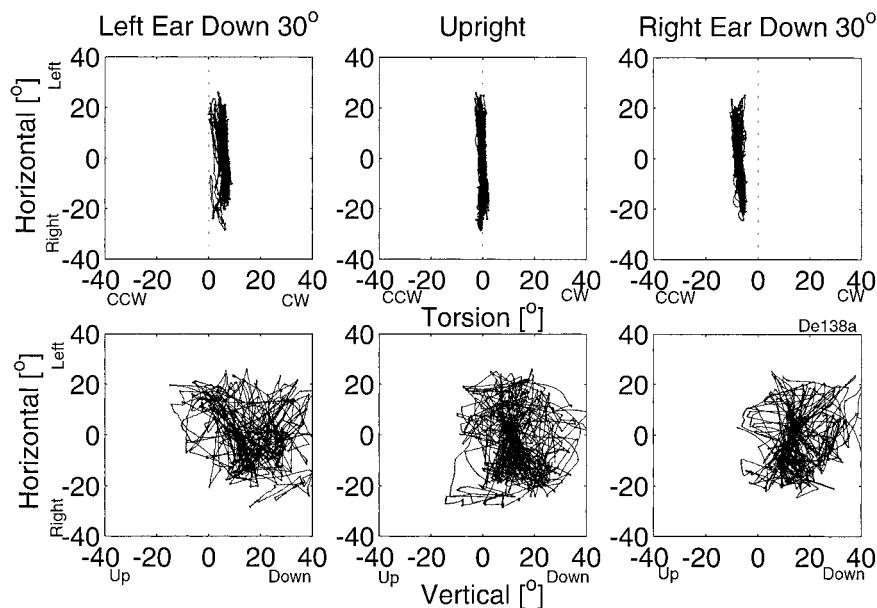 Left Ear Down 30° Upright Right Ear Down 30°
Horizontal [°]
Left
Right
40
20
0
-20
-40
-40 -20 0 20 40
CCW CW
40
20
0
-20
-40
-40 -20 0 20 40
CCW CW
40
20
0
-20
-40
-40 -20 0 20 40
CCW CW
Torsion [°]
De138a
Horizontal [°]
Left
Right
40
20
0
-20
-40
-40 -20 0 20 40
Up Down
40
20
0
-20
-40
-40 -20 0 20 40
Up Down
40
20
0
-20
-40
-40 -20 0 20 40
Up Down
Vertical [°]